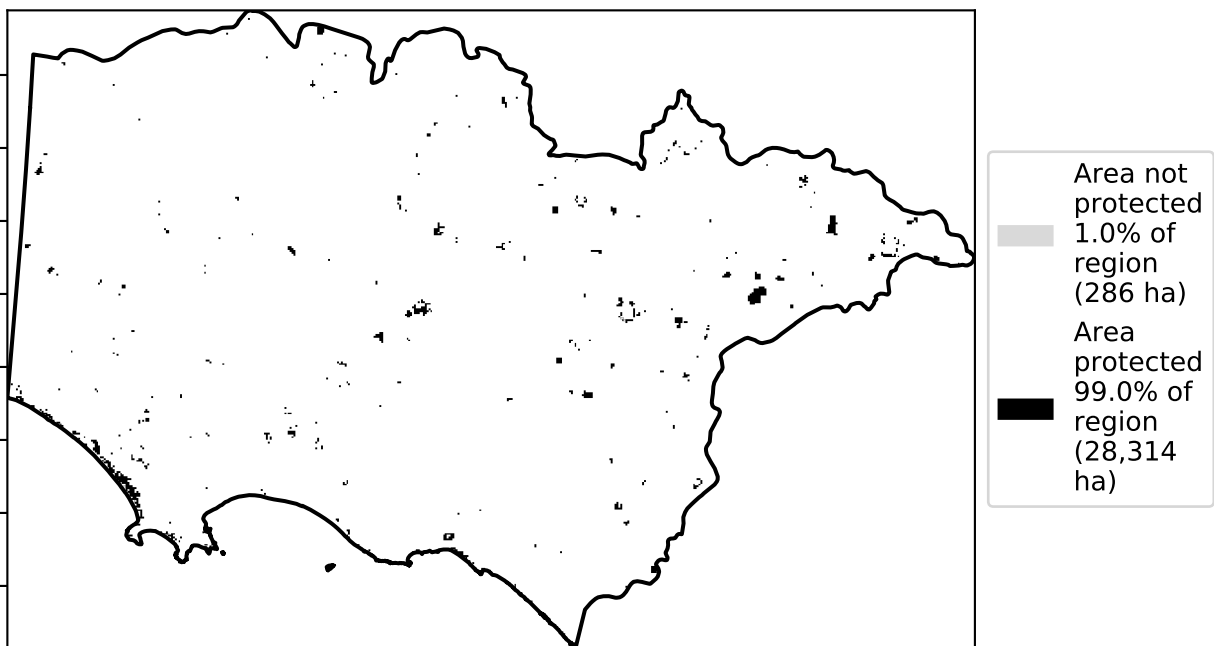 Area not
protected
1.0% of
region
(286 ha)
Area
protected
99.0% of
region
(28,314
ha)